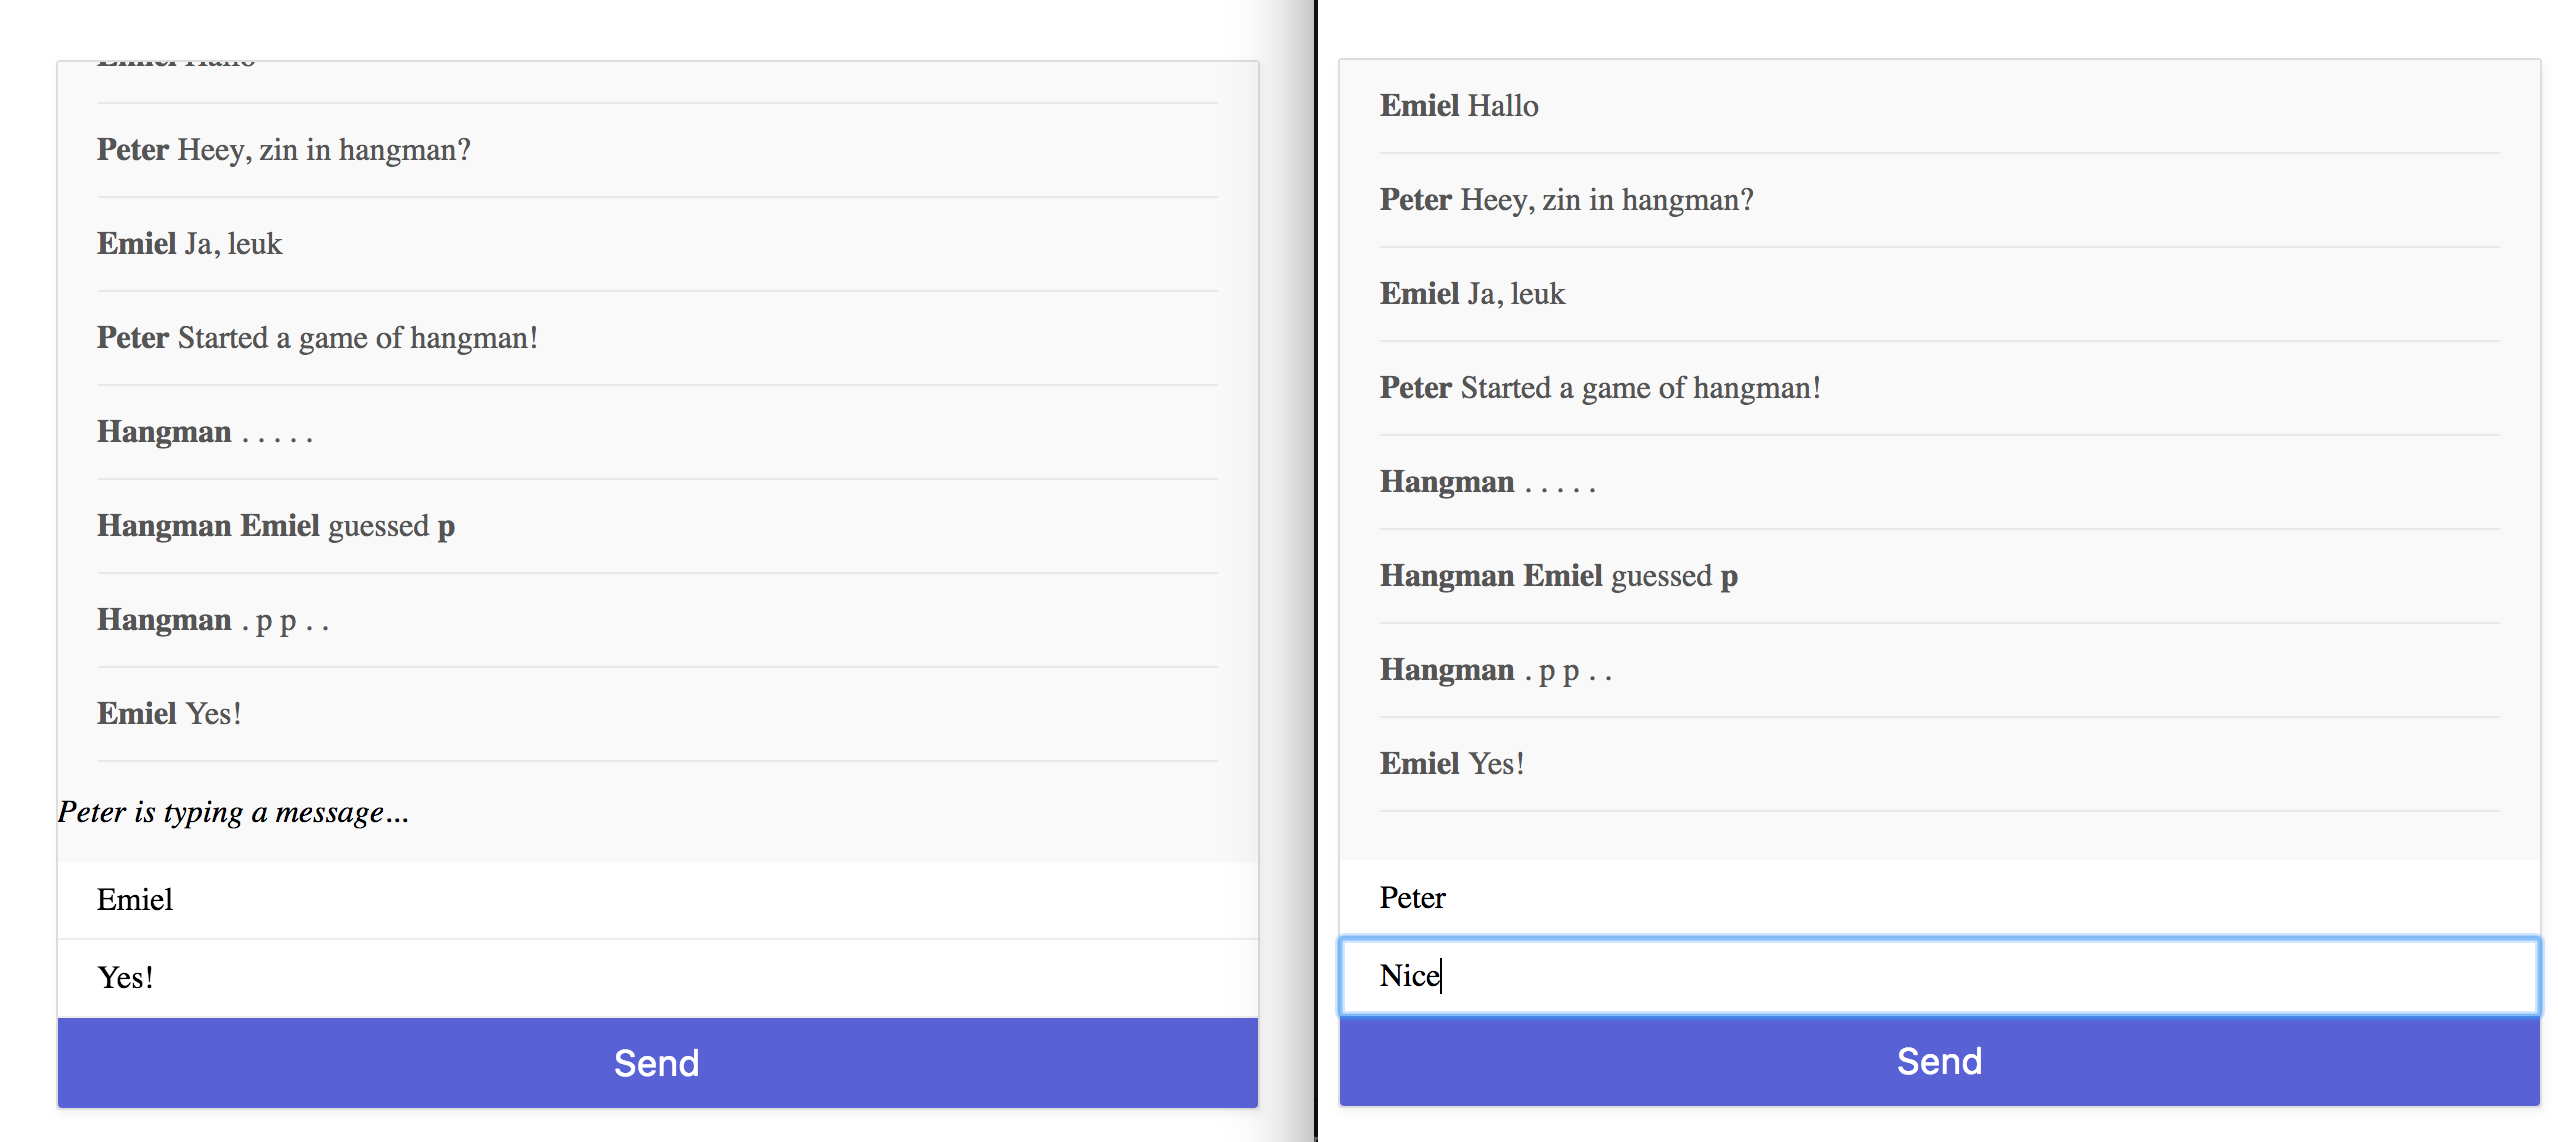 Peter Heey, zin in hangman?
Emiel Ja, leuk
Peter Started a game of hangman!
Hangman . . . . .
Hangman Emiel guessed p
Hangman . p p . .
Emiel Yes!
Peter is typing a message...
Emiel
Yes!
Send
Emiel Hallo
Peter Heey, zin in hangman?
Emiel Ja, leuk
Peter Started a game of hangman!
Hangman . . . . .
Hangman Emiel guessed p
Hangman . p p . .
Emiel Yes!
Peter
Nice
Send